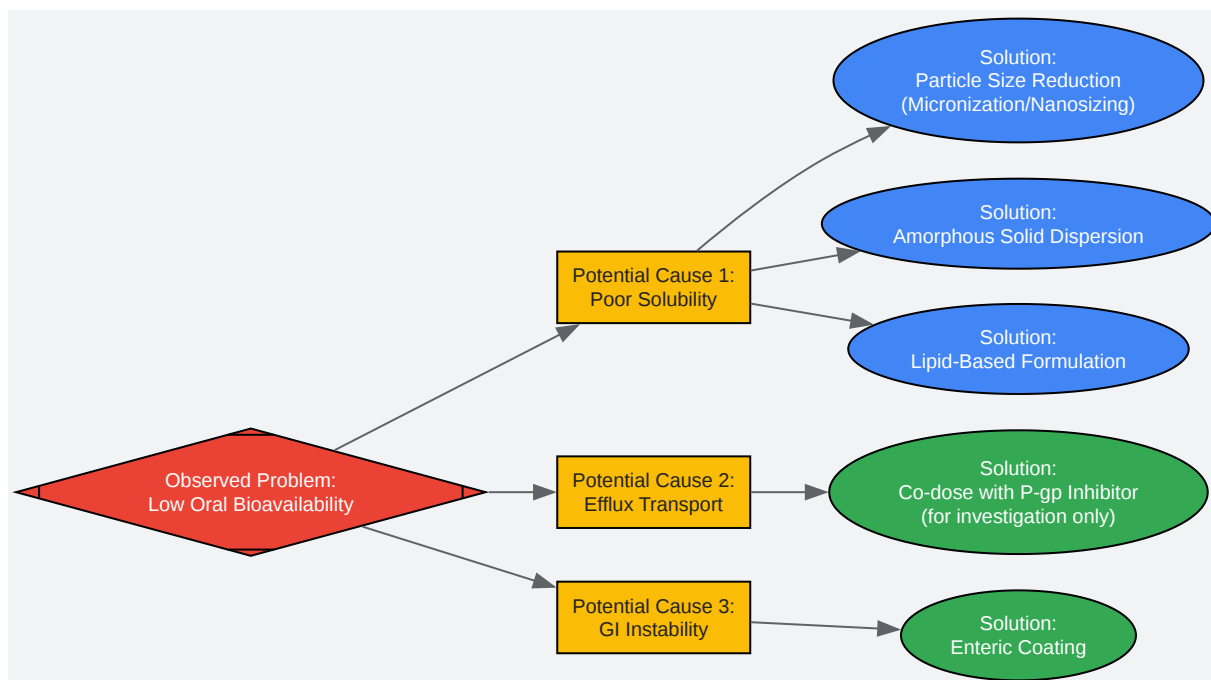 Solution:
Particle Size Reduction
(Micronization/Nanosizing)
Solution:
Amorphous Solid Dispersion
Potential Cause 1:
Poor Solubility
Solution:
Lipid-Based Formulation
Observed Problem:
Low Oral Bioavailability
Potential Cause 2:
Efflux Transport
Solution:
Co-dose with P-gp Inhibitor
(for investigation only)
Potential Cause 3:
GI Instability
Solution:
Enteric Coating